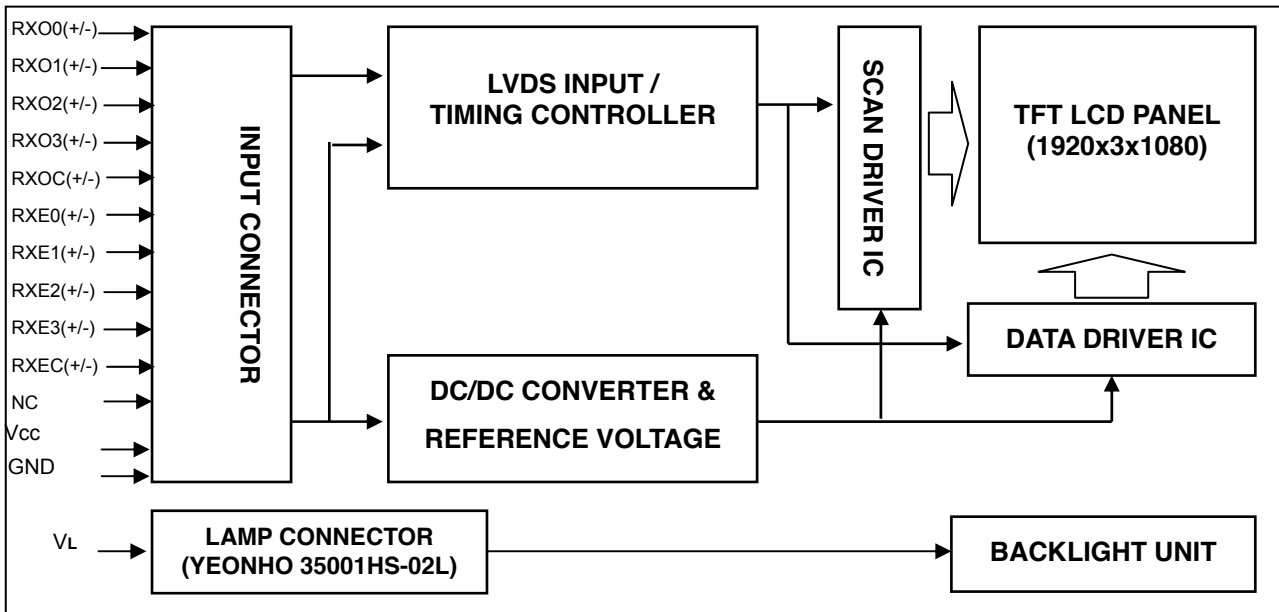 RXO0(+/-)
RXO1(+/-)
RXO2(+/-)
RXO3(+/-)
RXOC(+/-)
RXE0(+/-)
RXE1(+/-)
RXE2(+/-)
RXE3(+/-)
RXEC(+/-)
NC
Vcc
GND
VL
INPUT CONNECTOR
LVDS INPUT /
TIMING CONTROLLER
DC/DC CONVERTER &
REFERENCE VOLTAGE
SCAN DRIVER IC
TFT LCD PANEL
(1920x3x1080)
DATA DRIVER IC
LAMP CONNECTOR
(YEONHO 35001HS-02L)
BACKLIGHT UNIT